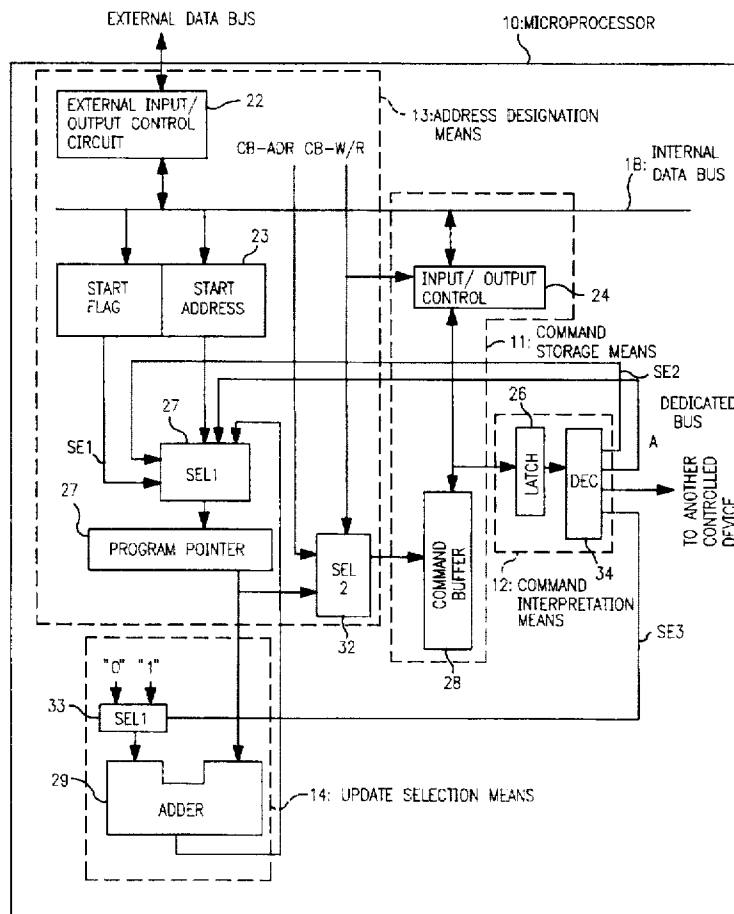 EXTERNAL DATA BUS
10:MICROPROCESSOR
EXTERNAL INPUT/
OUTPUT CONTROL
CIRCUIT
22
13:ADDRESS DESIGNATION
MEANS
CB-ADR CB-W/R
18: INTERNAL
DATA BUS
23
START
FLAG
START
ADDRESS
INPUT/ OUTPUT
CONTROL
24
11: COMMAND
STORAGE MEANS
SE2
27
26
DEDICATED
BUS
SE1
SEL1
LATCH
DEC
A
TO ANOTHER
CONTROLLED
DEVICE
27
PROGRAM POINTER
SEL
2
COMMAND
BUFFER
34
12: COMMAND
INTERPRETATION
MEANS
32
SE3
28
"0" "1"
33
SEL1
29
ADDER
14: UPDATE SELECTION MEANS